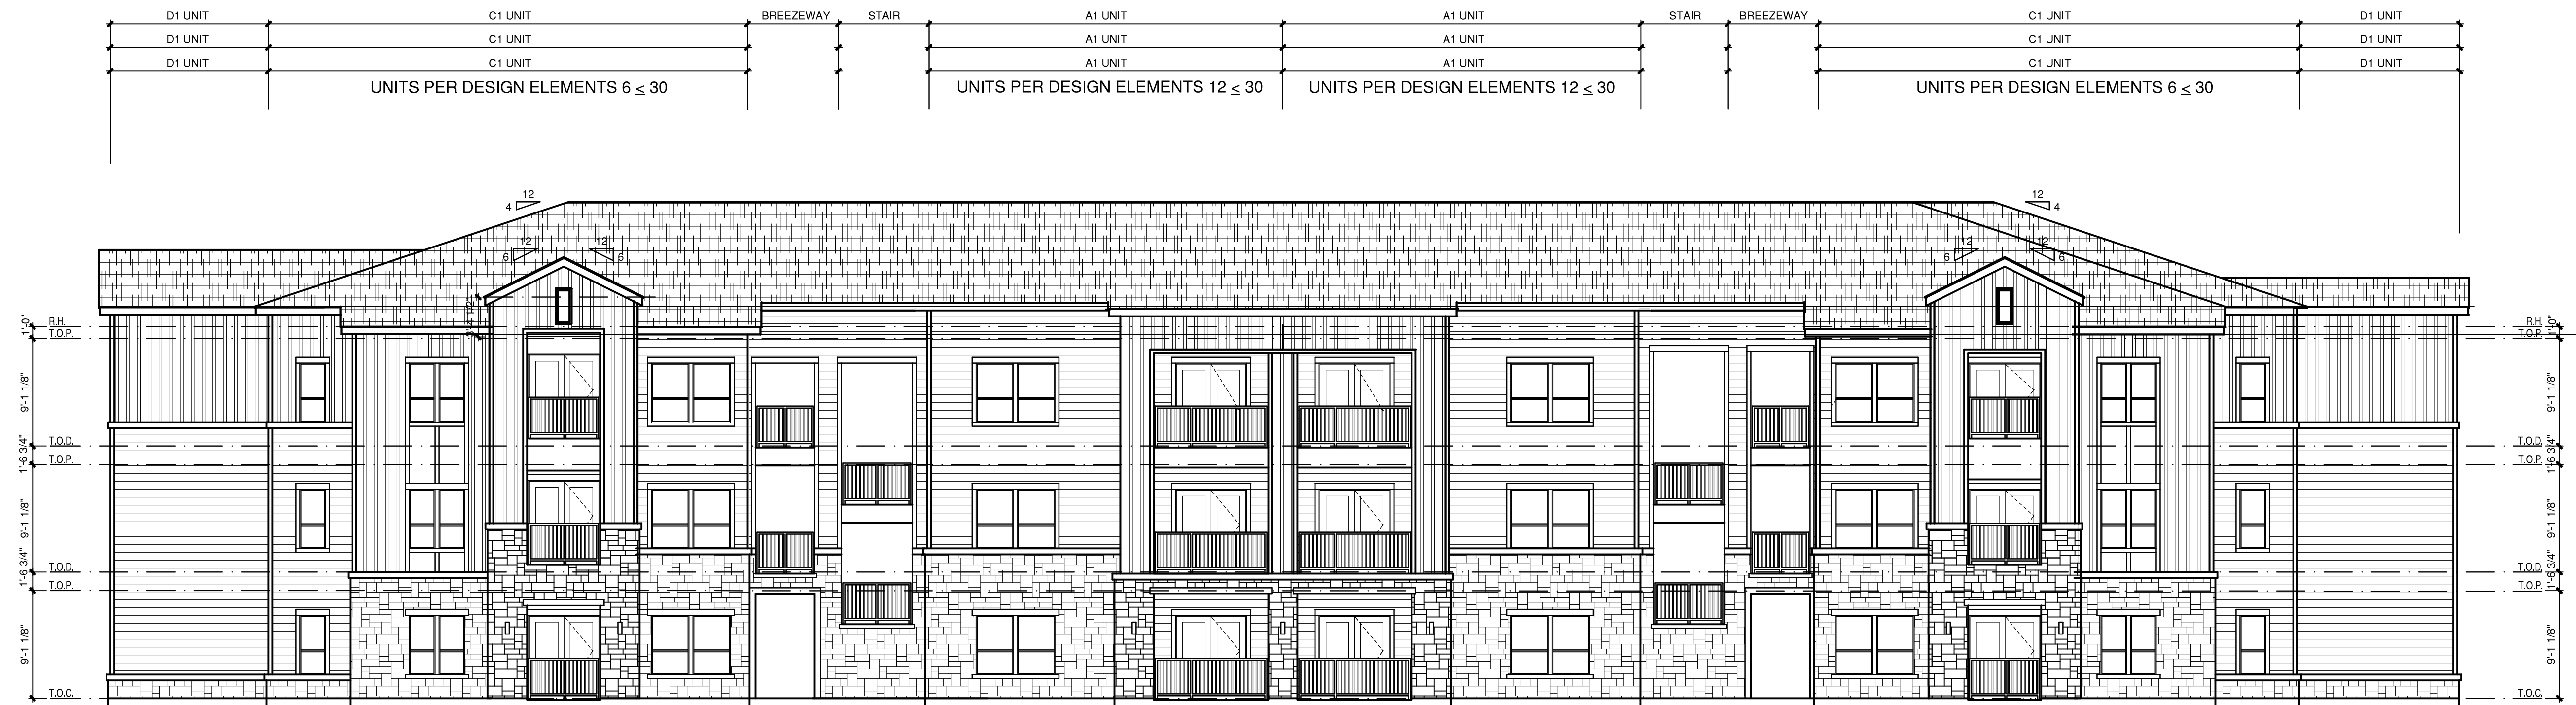 D1 UNIT C1 UNIT BREEZEWAY STAIR A1 UNIT A1 UNIT STAIR BREEZEWAY C1 UNIT D1 UNIT
D1 UNIT C1 UNIT A1 UNIT A1 UNIT C1 UNIT D1 UNIT
D1 UNIT C1 UNIT A1 UNIT A1 UNIT C1 UNIT D1 UNIT
UNITS PER DESIGN ELEMENTS 6 ≤ 30 UNITS PER DESIGN ELEMENTS 12 ≤ 30 UNITS PER DESIGN ELEMENTS 12 ≤ 30 UNITS PER DESIGN ELEMENTS 6 ≤ 30
12 12
4 4
12 12 12 12
6 6 6 6
1'-0" R.H. R.H. 1'-0"
T.O.P. T.O.P.
9'-1 1/8" 9'-1 1/8"
T.O.D. T.O.D.
1'-6 3/4" 1'-6 3/4"
T.O.P. T.O.P.
9'-1 1/8" 9'-1 1/8"
T.O.D. T.O.D.
1'-6 3/4" 1'-6 3/4"
T.O.P. T.O.P.
9'-1 1/8" 9'-1 1/8"
T.O.C. T.O.C.